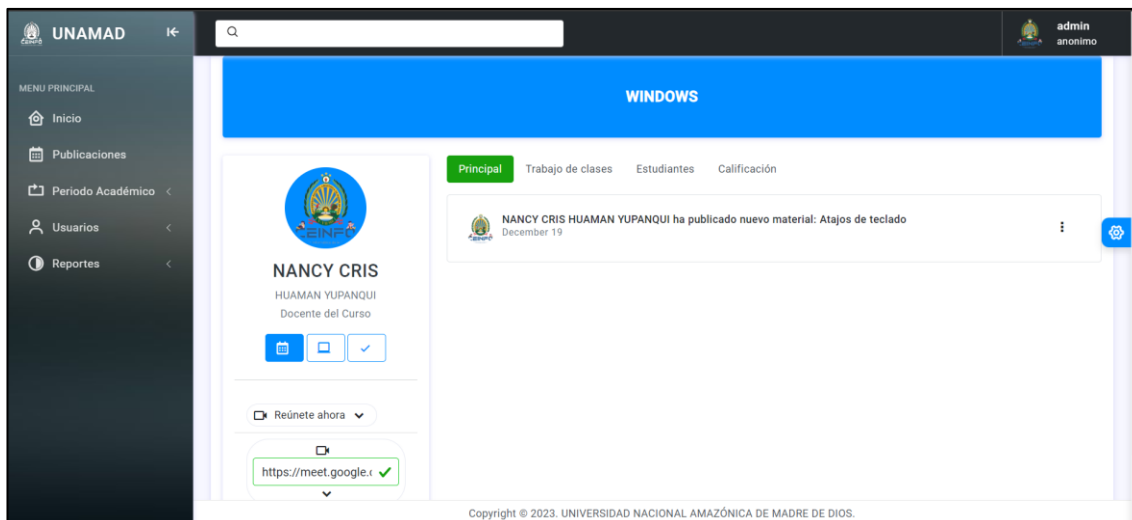 UNAMAD
admin
anonimo
MENU PRINCIPAL
Inicio
Publicaciones
Periodo Académico
Usuarios
Reportes
WINDOWS
CEINFO
NANCY CRIS
HUAMAN YUPANQUI
Docente del Curso
Reúnete ahora
https://meet.google.c
Principal
Trabajo de clases
Estudiantes
Calificación
NANCY CRIS HUAMAN YUPANQUI ha publicado nuevo material: Atajos de teclado
December 19
Copyright © 2023. UNIVERSIDAD NACIONAL AMAZÓNICA DE MADRE DE DIOS.